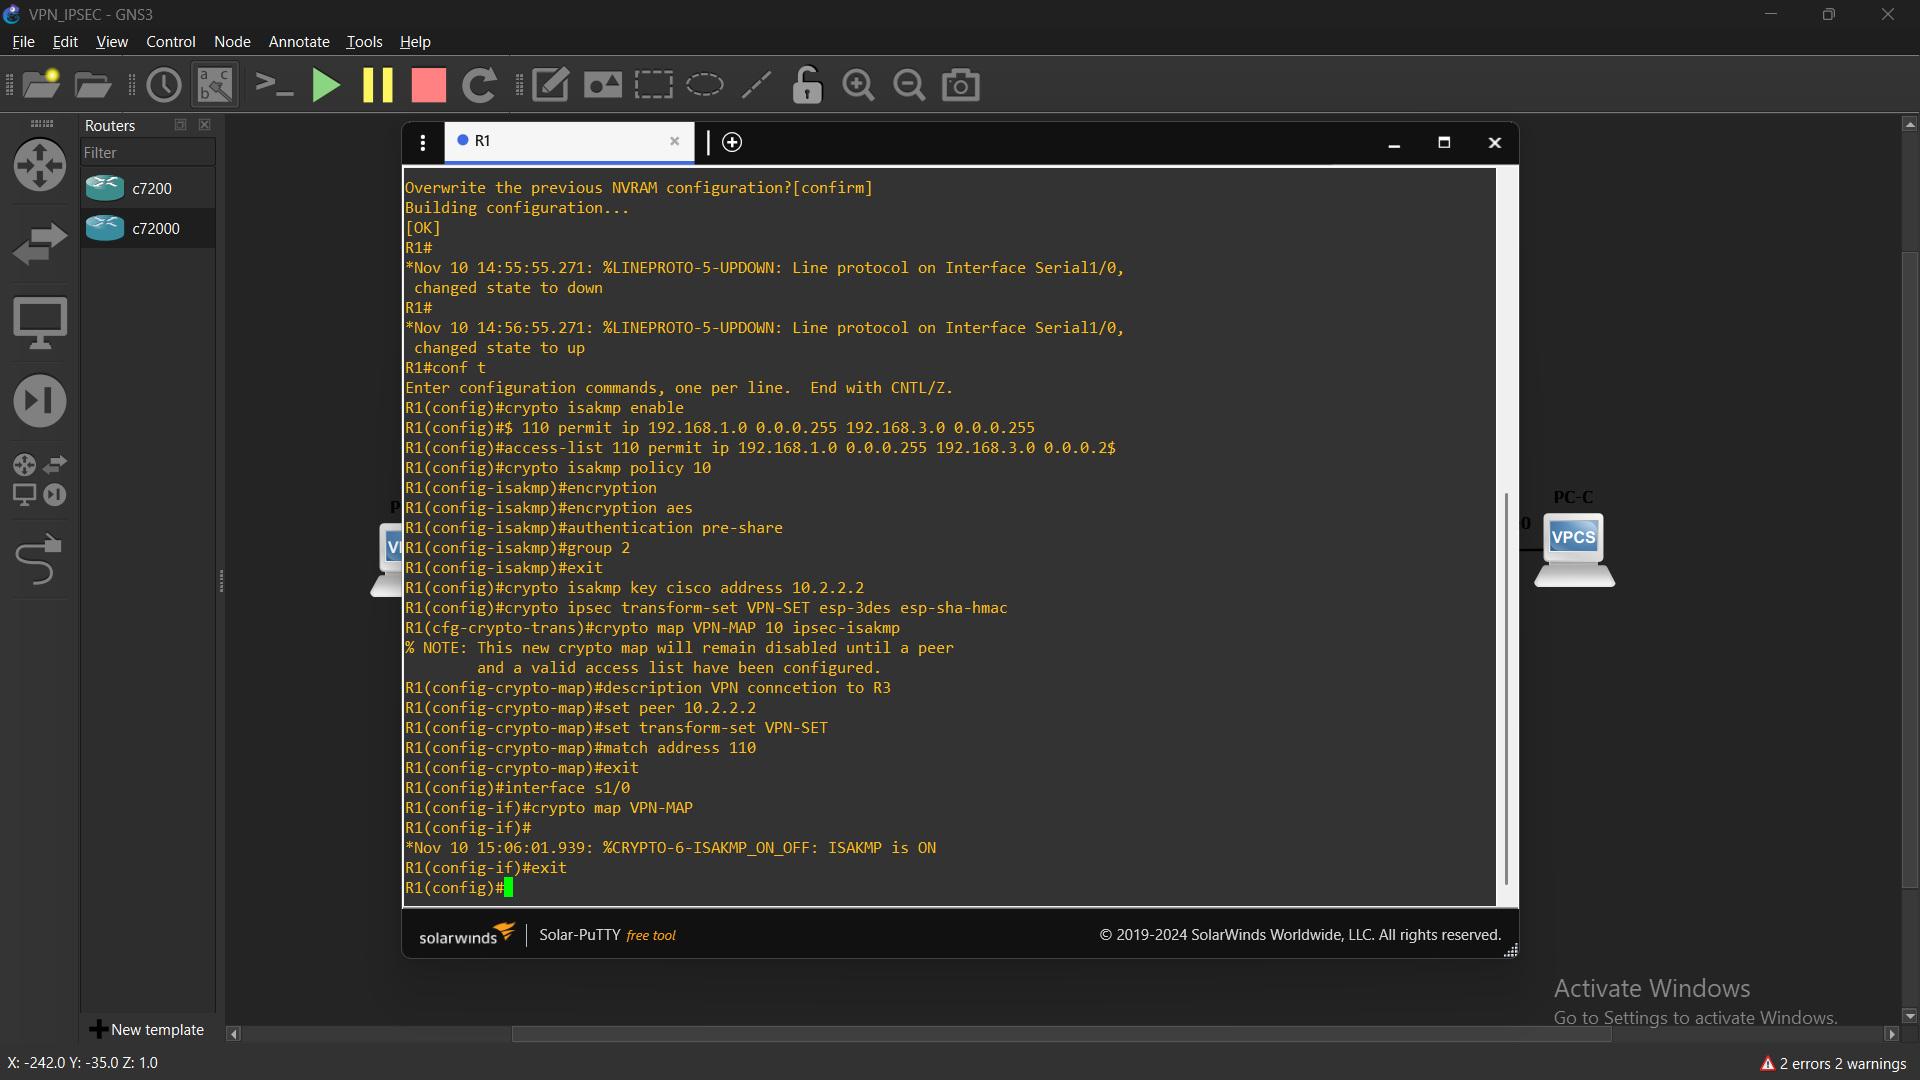 VPN_IPSEC - GNS3
File Edit View Control Node Annotate Tools Help
Routers
Filter
c7200
c72000
New template
R1
Overwrite the previous NVRAM configuration?[confirm]
Building configuration...
[OK]
R1#
*Nov 10 14:55:55.271: %LINEPROTO-5-UPDOWN: Line protocol on Interface Serial1/0,
changed state to down
R1#
*Nov 10 14:56:55.271: %LINEPROTO-5-UPDOWN: Line protocol on Interface Serial1/0,
changed state to up
R1#conf t
Enter configuration commands, one per line.  End with CNTL/Z.
R1(config)#crypto isakmp enable
R1(config)#$ 110 permit ip 192.168.1.0 0.0.0.255 192.168.3.0 0.0.0.255
R1(config)#access-list 110 permit ip 192.168.1.0 0.0.0.255 192.168.3.0 0.0.0.2$
R1(config)#crypto isakmp policy 10
R1(config-isakmp)#encryption
R1(config-isakmp)#encryption aes
R1(config-isakmp)#authentication pre-share
R1(config-isakmp)#group 2
R1(config-isakmp)#exit
R1(config)#crypto isakmp key cisco address 10.2.2.2
R1(config)#crypto ipsec transform-set VPN-SET esp-3des esp-sha-hmac
R1(cfg-crypto-trans)#crypto map VPN-MAP 10 ipsec-isakmp
% NOTE: This new crypto map will remain disabled until a peer
and a valid access list have been configured.
R1(config-crypto-map)#description VPN conncetion to R3
R1(config-crypto-map)#set peer 10.2.2.2
R1(config-crypto-map)#set transform-set VPN-SET
R1(config-crypto-map)#match address 110
R1(config-crypto-map)#exit
R1(config)#interface s1/0
R1(config-if)#crypto map VPN-MAP
R1(config-if)#
*Nov 10 15:06:01.939: %CRYPTO-6-ISAKMP_ON_OFF: ISAKMP is ON
R1(config-if)#exit
R1(config)#
solarwinds Solar-PuTTY free tool
© 2019-2024 SolarWinds Worldwide, LLC. All rights reserved.
PC-C
VPCS
Activate Windows
Go to Settings to activate Windows.
X: -242.0 Y: -35.0 Z: 1.0
2 errors 2 warnings